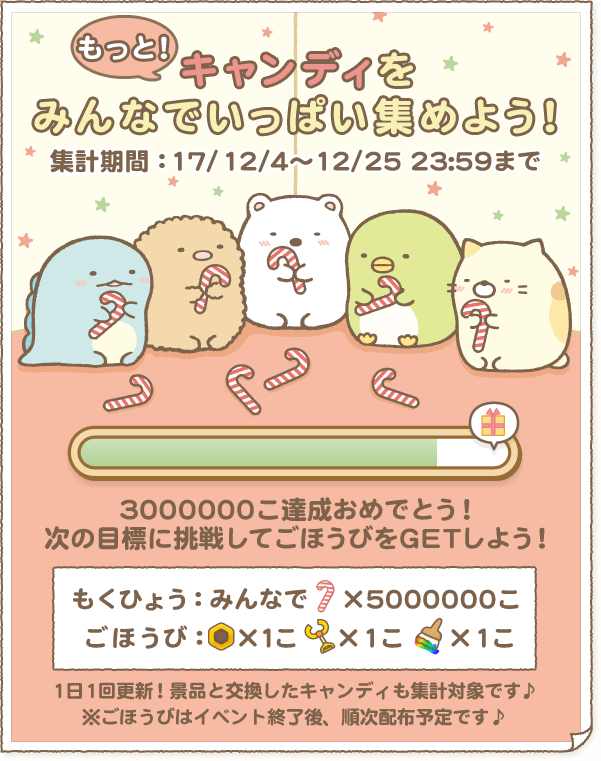 もっと!
キャンディを
みんなでいっぱい集めよう!
集計期間:17/12/4〜12/25 23:59まで
3000000こ達成おめでとう!
次の目標に挑戦してごほうびをGETしよう!
もくひょう:みんなで ×5000000こ
ごほうび: ×1こ ×1こ ×1こ
1日1回更新!景品と交換したキャンディも集計対象です♪
※ごほうびはイベント終了後、順次配布予定です♪